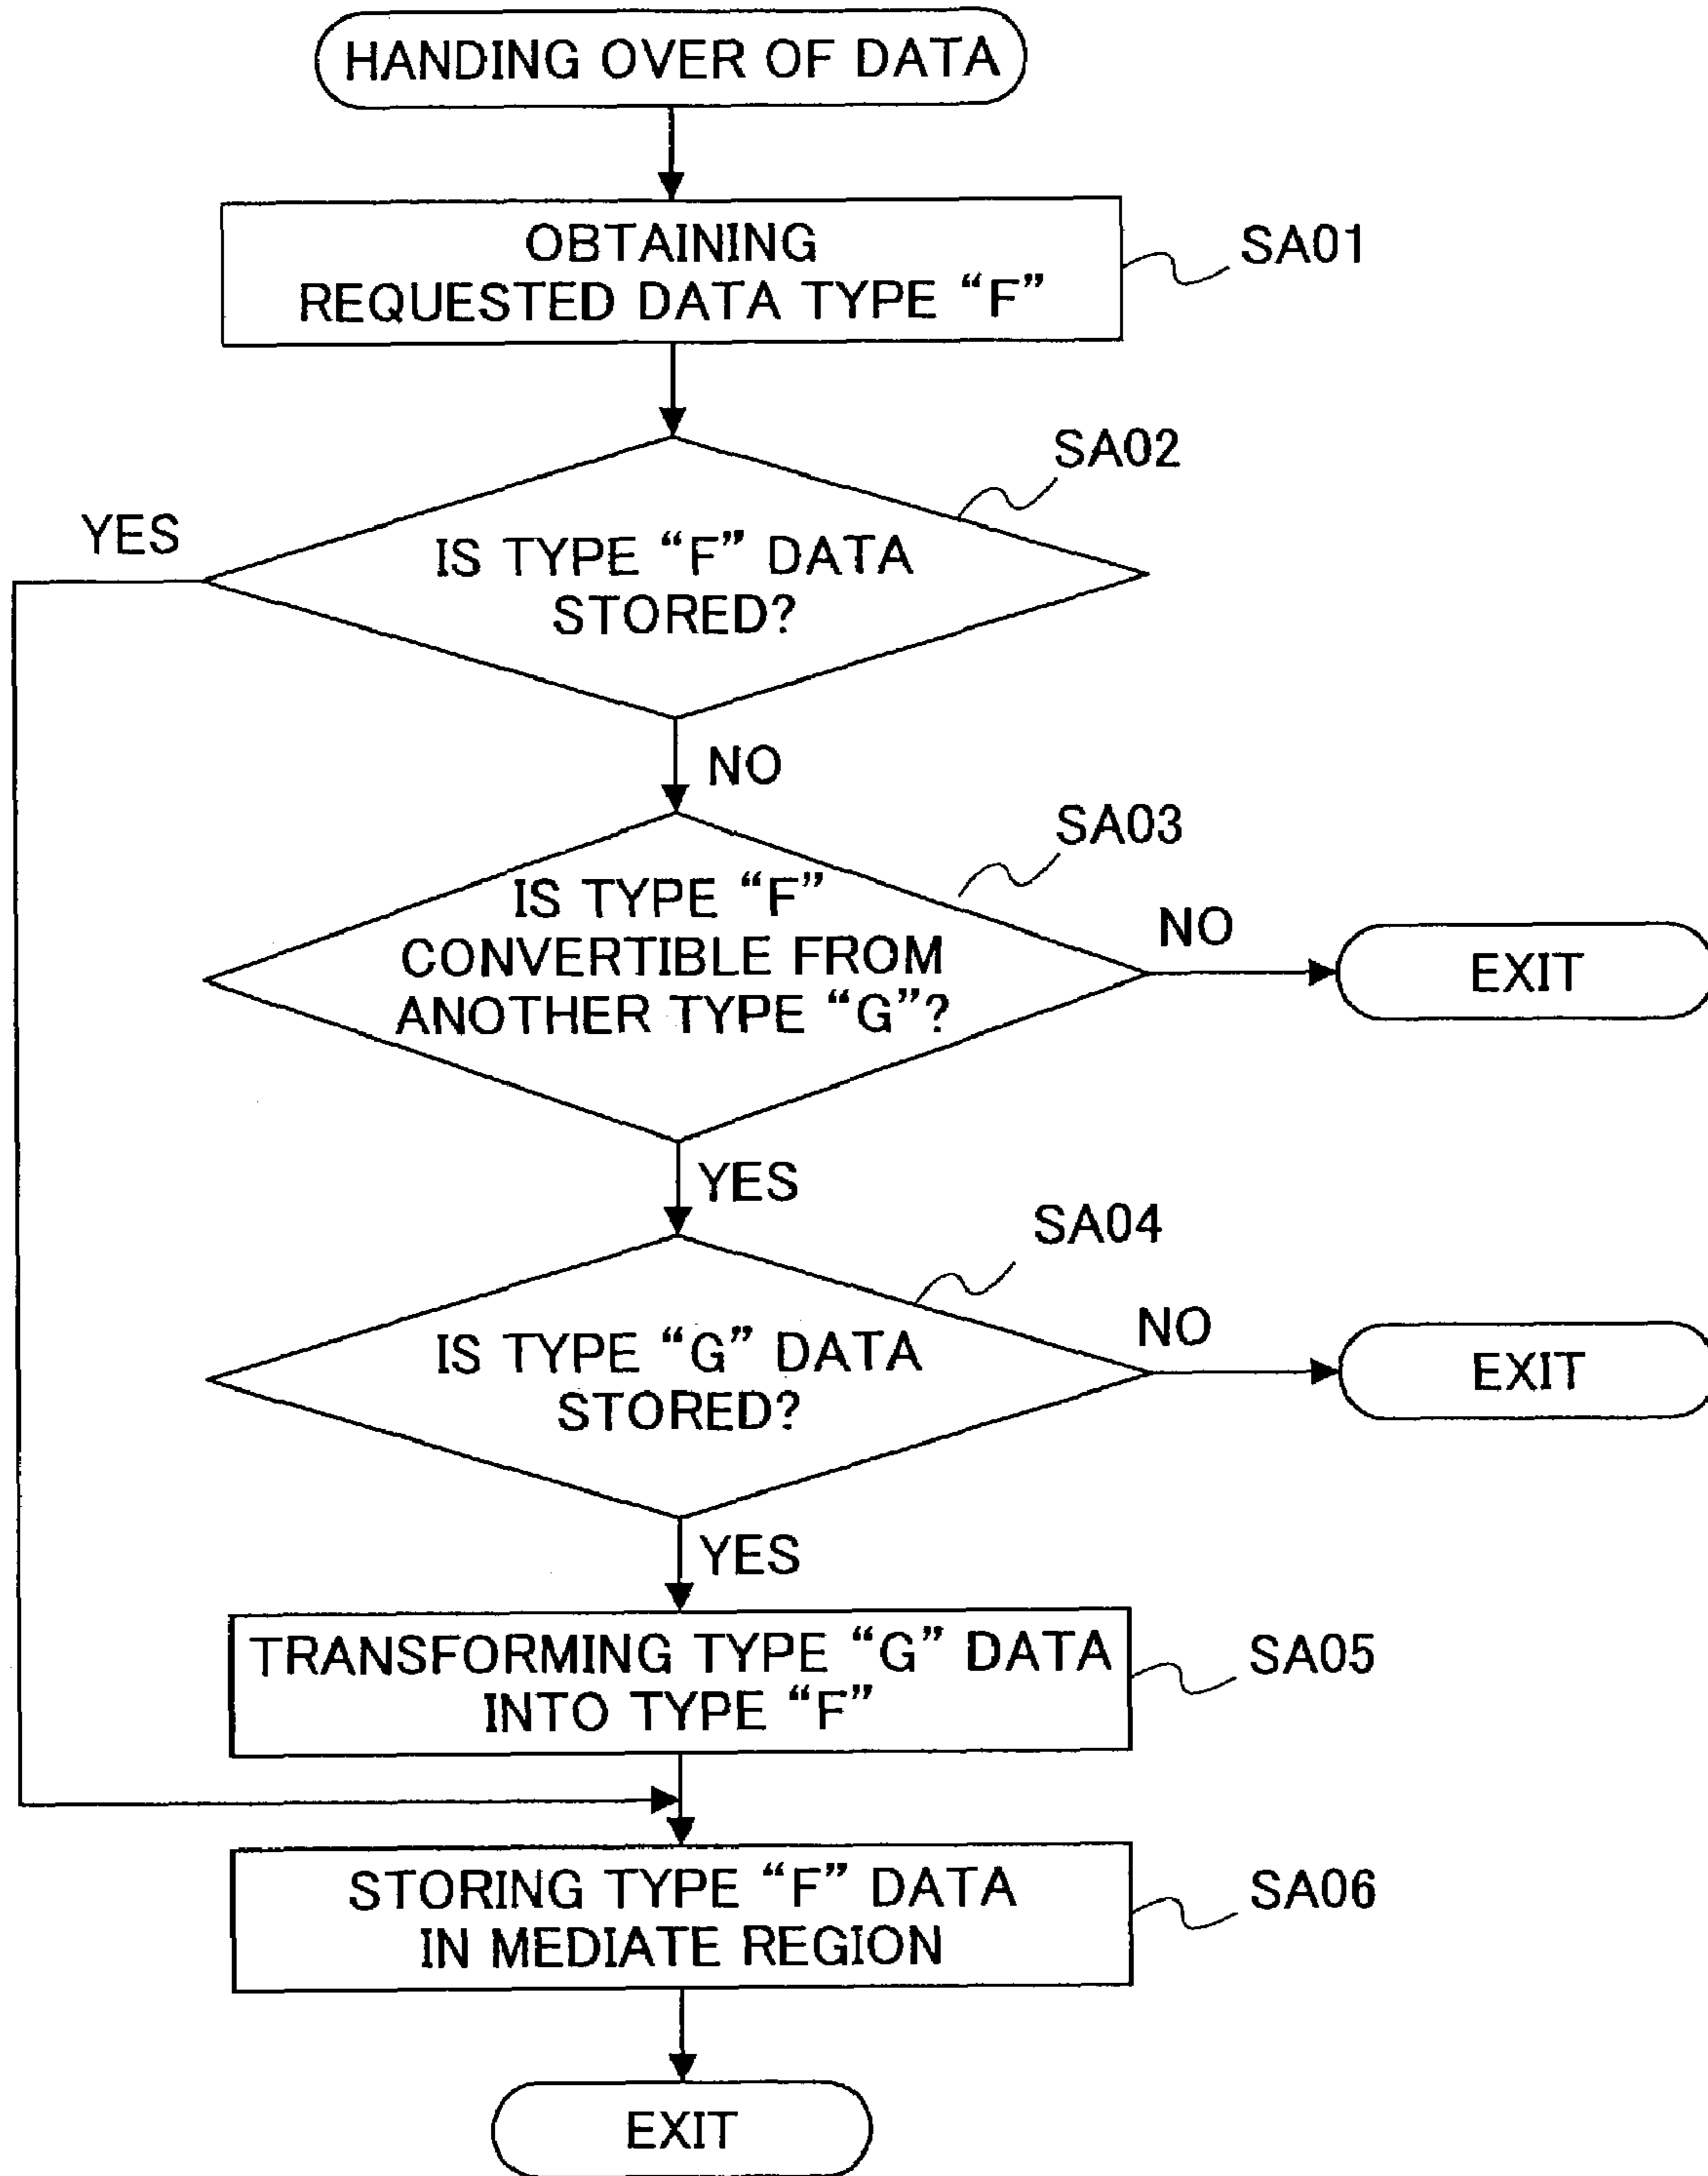 HANDING OVER OF DATA
OBTAINING
REQUESTED DATA TYPE “F”
SA01
SA02
YES
IS TYPE “F” DATA
STORED?
NO
SA03
IS TYPE “F”
CONVERTIBLE FROM
ANOTHER TYPE “G”?
NO
EXIT
YES
SA04
IS TYPE “G” DATA
STORED?
NO
EXIT
YES
TRANSFORMING TYPE “G” DATA
INTO TYPE “F”
SA05
STORING TYPE “F” DATA
IN MEDIATE REGION
SA06
EXIT